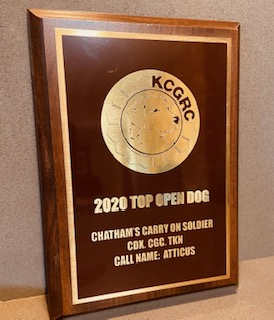 KCGRC
2020 TOP OPEN DOG
CHATHAM'S CARRY ON SOLDIER
CDX. CGC. TKN
CALL NAME: ATTICUS